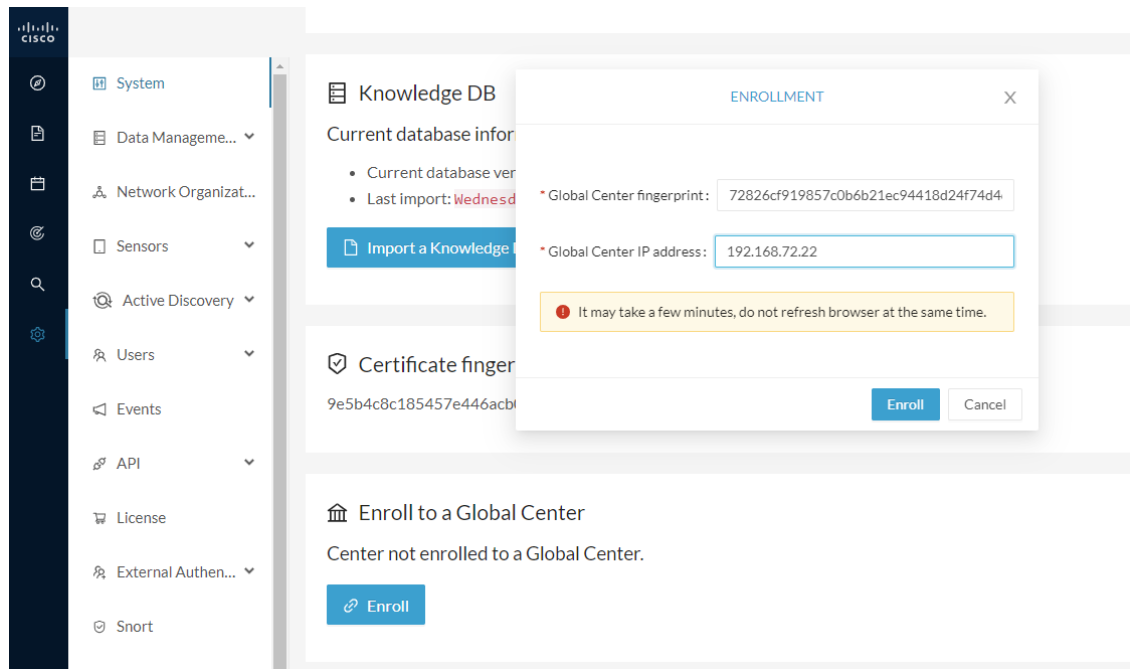 cisco
System
Data Manageme...
Network Organizat...
Sensors
Active Discovery
Users
Events
API
License
External Authen...
Snort
Knowledge DB
Current database infor
• Current database ver
• Last import: Wednesd
Import a Knowledge
Certificate finger
9e5b4c8c185457e446acb
Enroll to a Global Center
Center not enrolled to a Global Center.
Enroll
ENROLLMENT
* Global Center fingerprint: 72826cf919857c0b6b21ec94418d24f74d4
* Global Center IP address: 192.168.72.22
It may take a few minutes, do not refresh browser at the same time.
Enroll Cancel